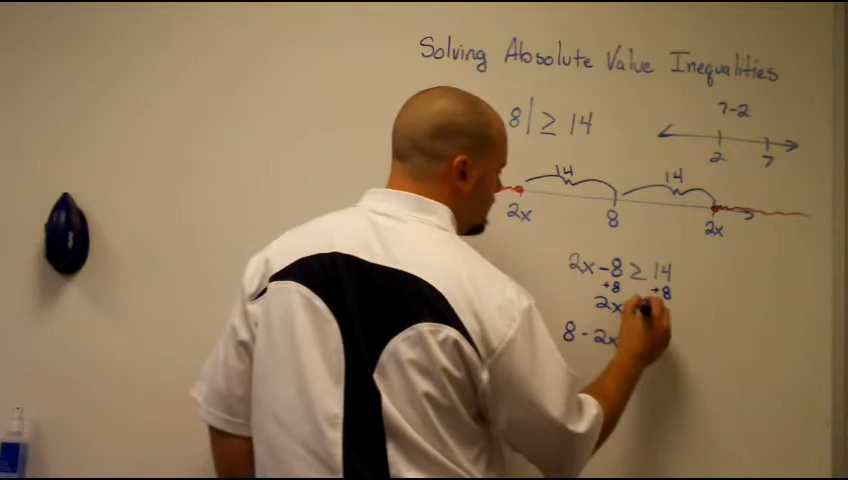 Solving Absolute Value Inequalities
8| ≥ 14
7-2
2 7
14 14
2x 8 2x
2x - 8 ≥ 14
+8 +8
2x
8 - 2x